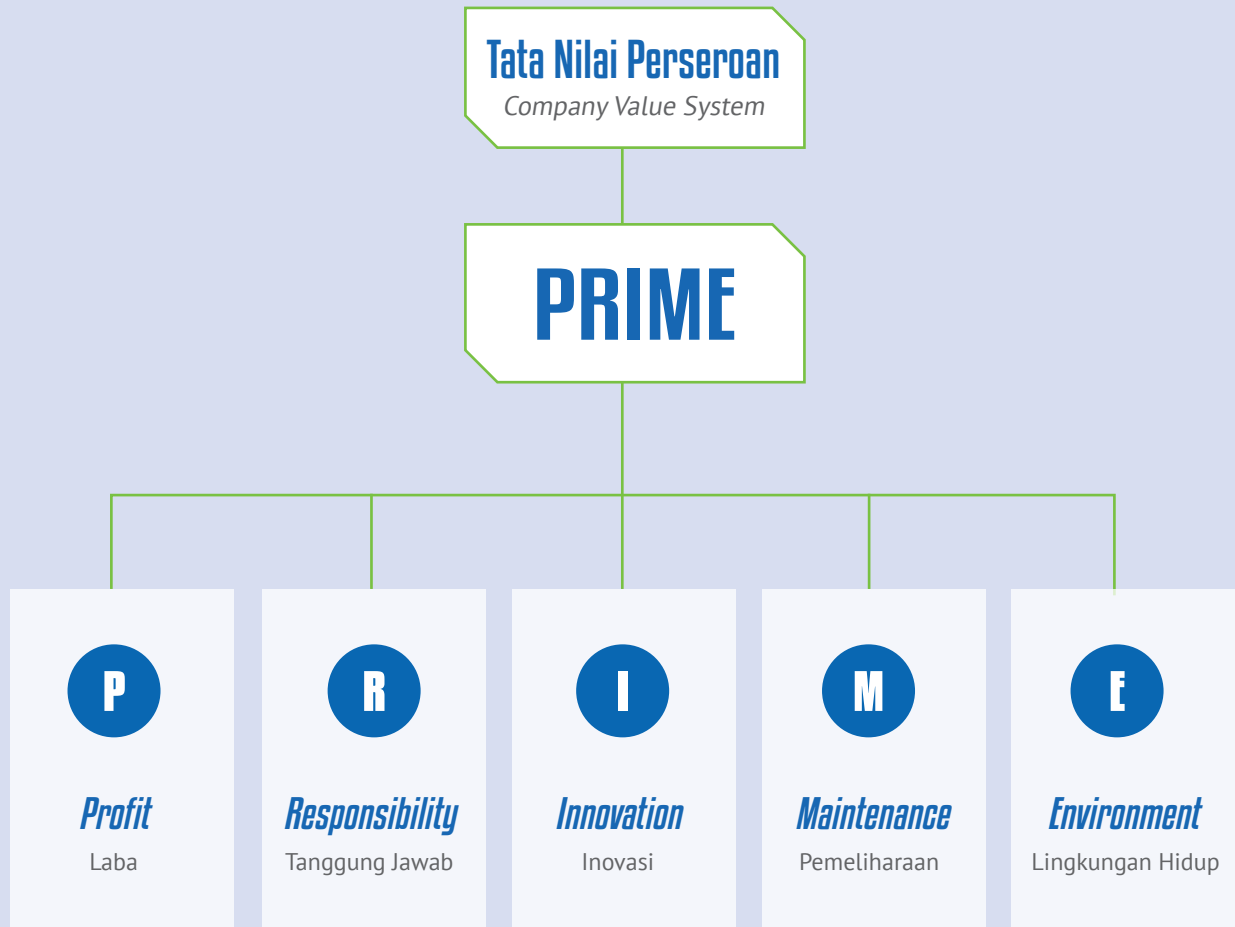 Tata Nilai Perseroan
Company Value System
PRIME
P
Profit
Laba
R
Responsibility
Tanggung Jawab
I
Innovation
Inovasi
M
Maintenance
Pemeliharaan
E
Environment
Lingkungan Hidup